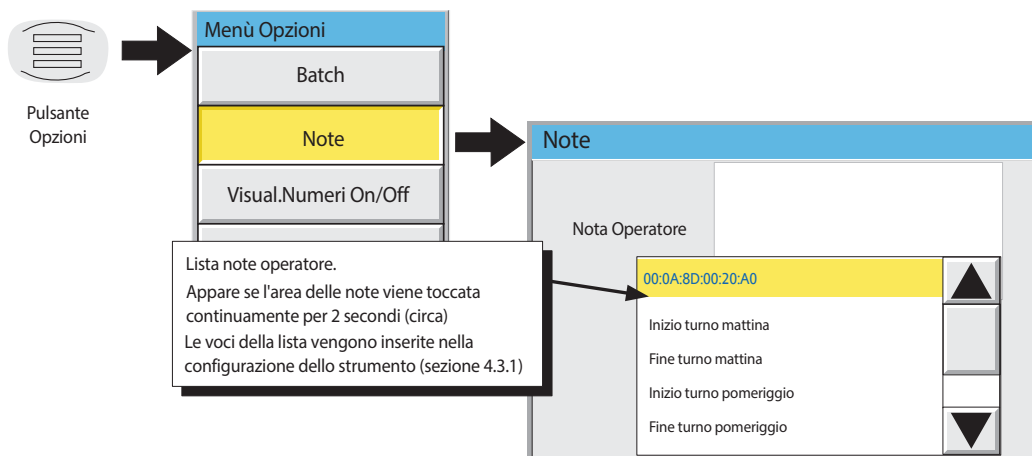 Pulsante
Opzioni
Menù Opzioni
Batch
Note
Visual.Numeri On/Off
Lista note operatore.
Appare se l'area delle note viene toccata
continuamente per 2 secondi (circa)
Le voci della lista vengono inserite nella
configurazione dello strumento (sezione 4.3.1)
Note
Nota Operatore
00:0A:8D:00:20:A0
Inizio turno mattina
Fine turno mattina
Inizio turno pomeriggio
Fine turno pomeriggio